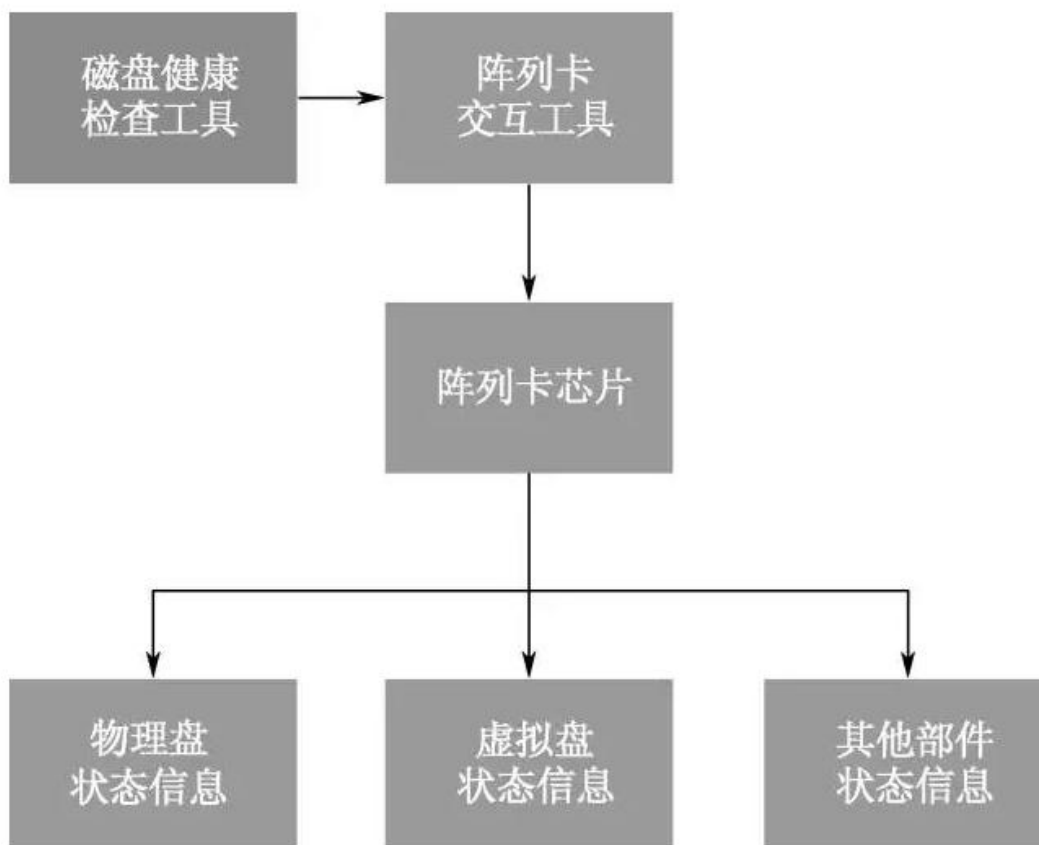 磁盘健康
检查工具
阵列卡
交互工具
阵列卡芯片
物理盘
状态信息
虚拟盘
状态信息
其他部件
状态信息